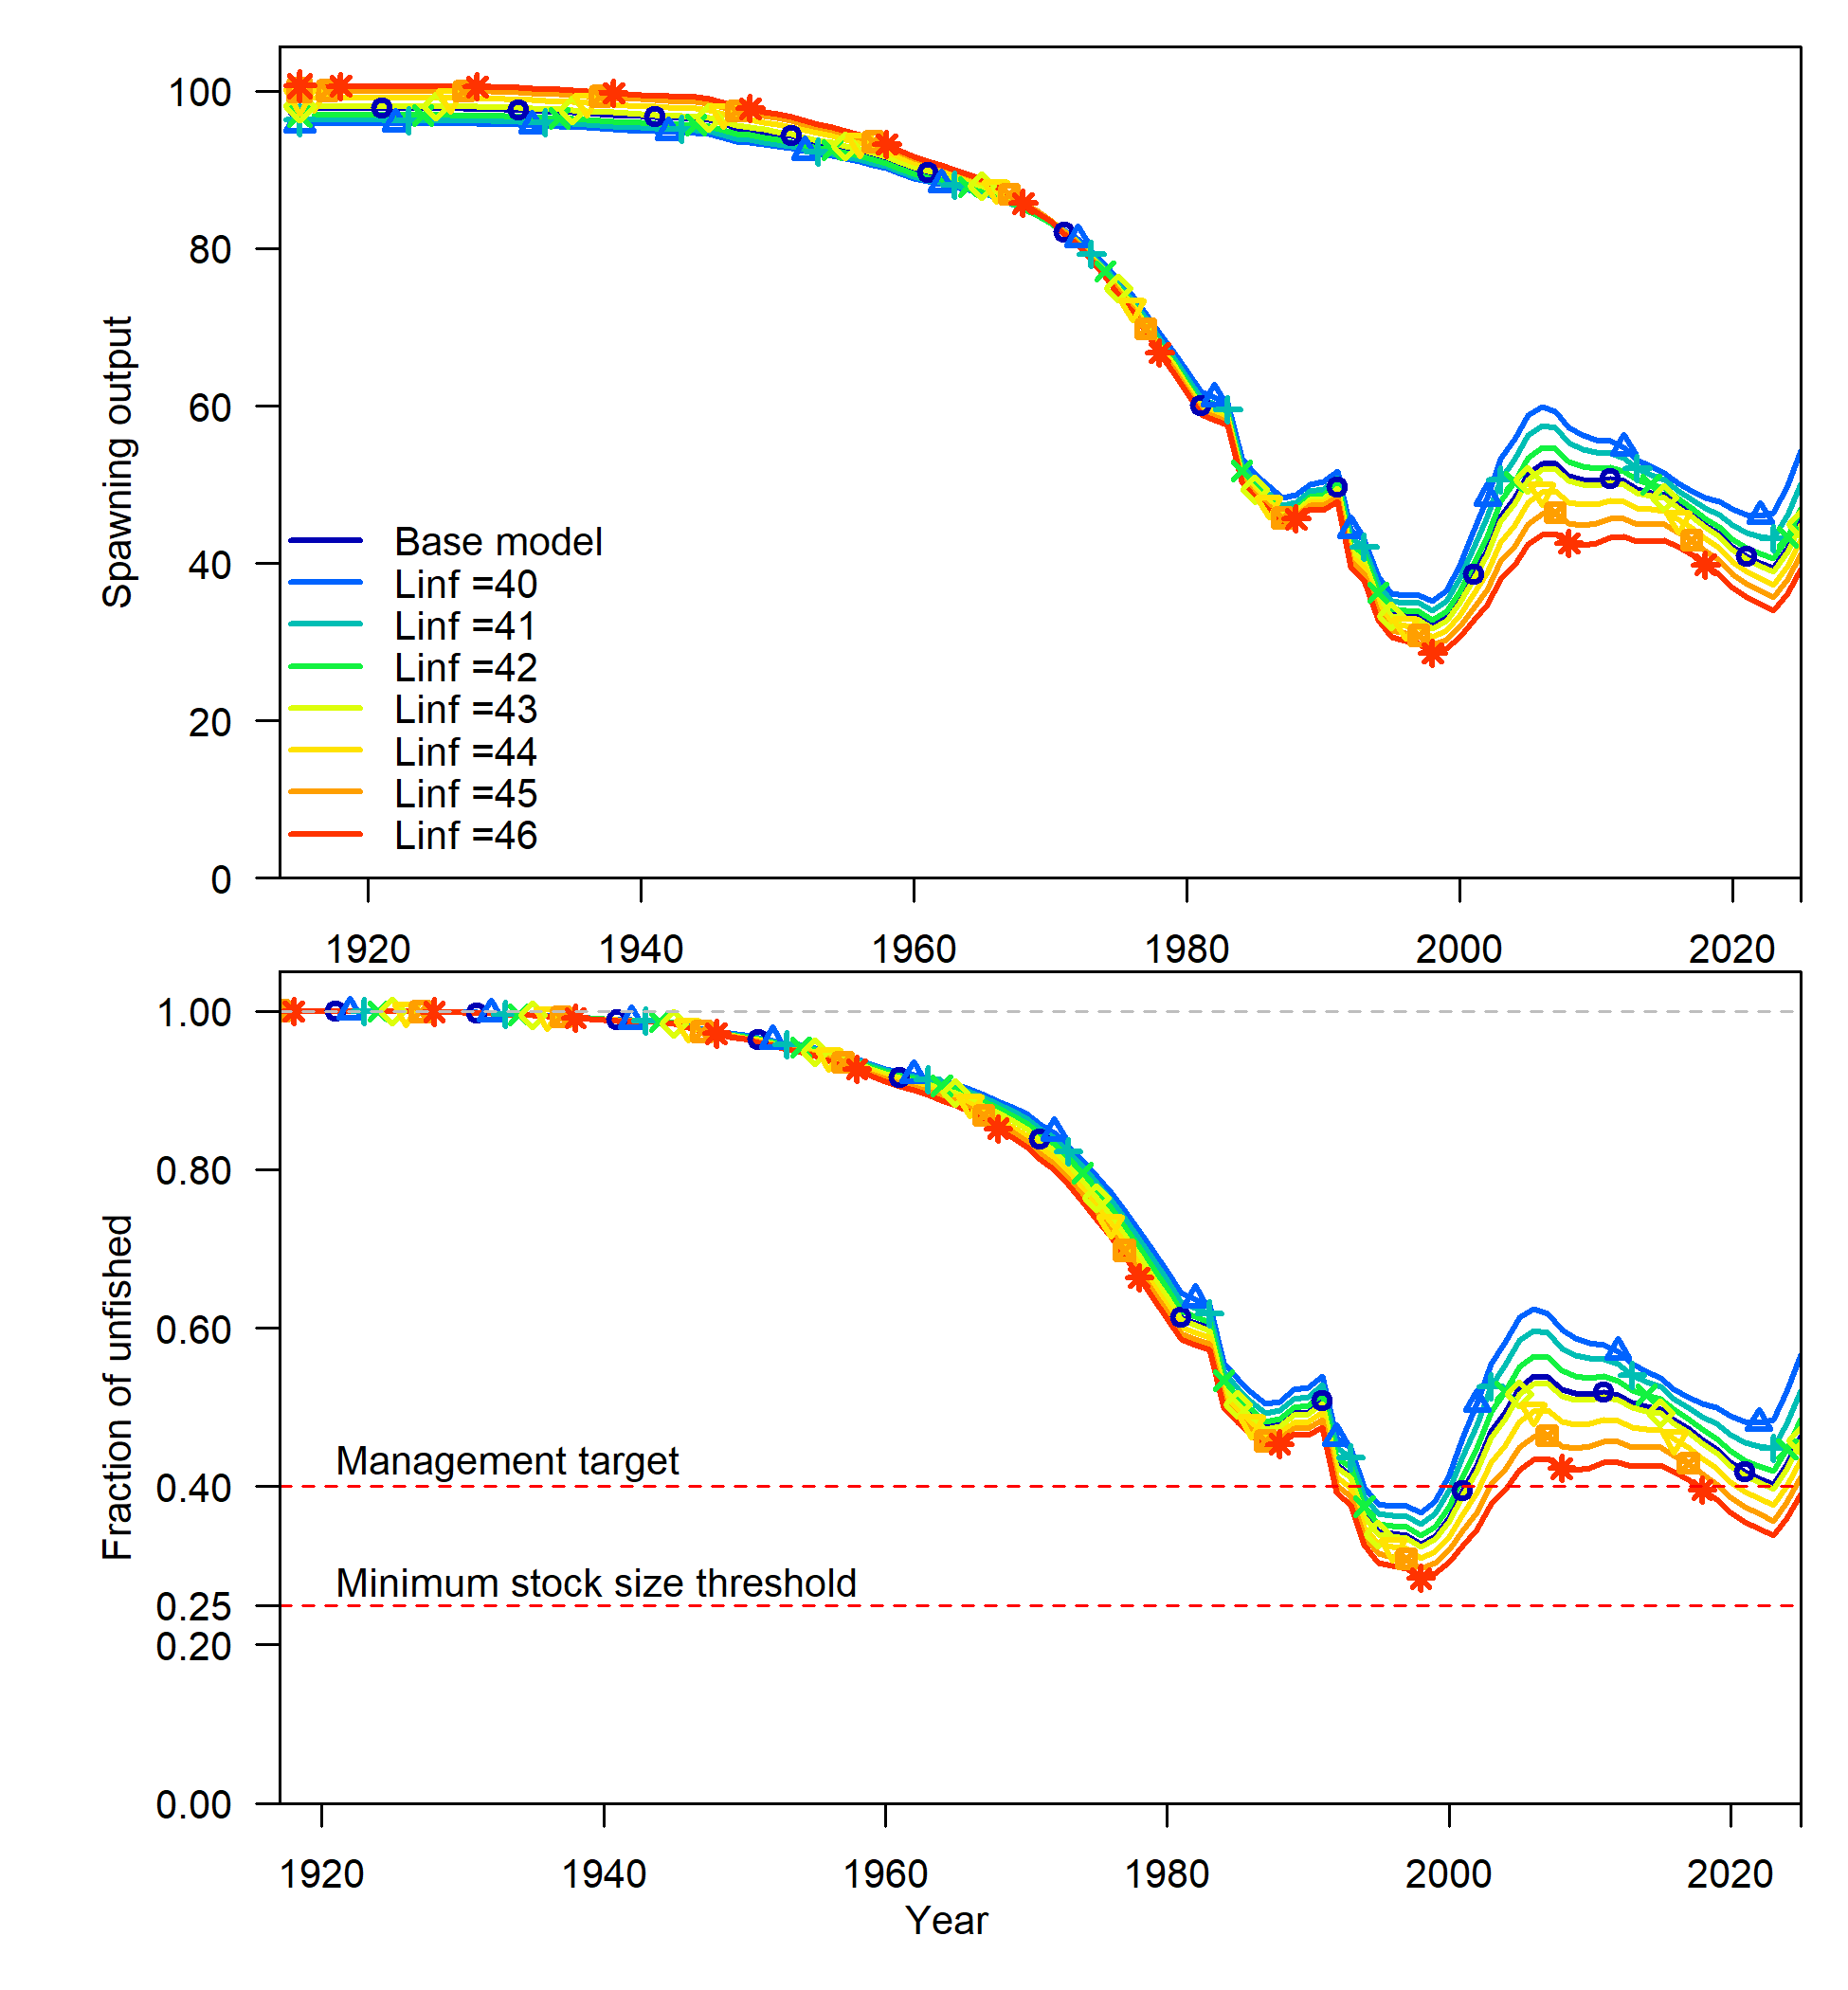 100
80
60
40
20
0
Spawning output
Base model
Linf =40
Linf =41
Linf =42
Linf =43
Linf =44
Linf =45
Linf =46
1920 1940 1960 1980 2000 2020
1.00
0.80
0.60
0.40
0.25
0.20
0.00
Fraction of unfished
Management target
Minimum stock size threshold
1920 1940 1960 1980 2000 2020
Year